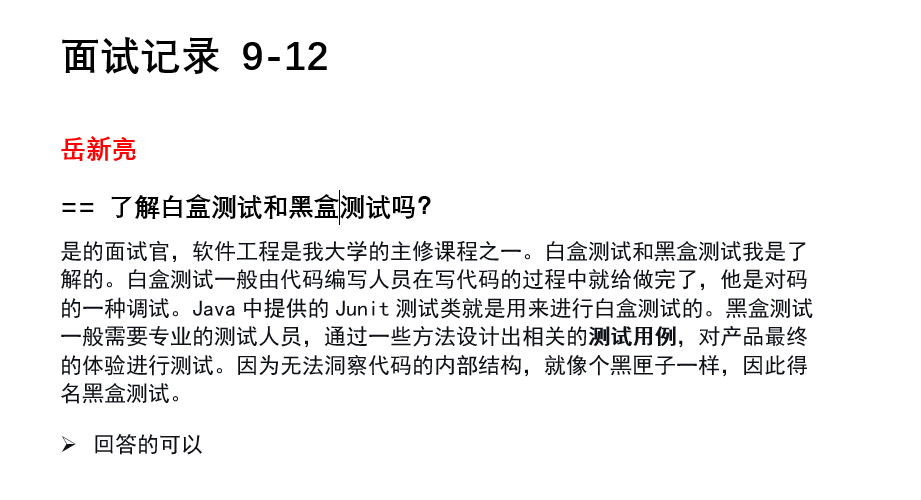 面试记录 9-12
岳新亮
== 了解白盒测试和黑盒测试吗？
是的面试官，软件工程是我大学的主修课程之一。白盒测试和黑盒测试我是了
解的。白盒测试一般由代码编写人员在写代码的过程中就给做完了，他是对码
的一种调试。Java 中提供的 Junit 测试类就是用来进行白盒测试的。黑盒测试
一般需要专业的测试人员，通过一些方法设计出相关的测试用例，对产品最终
的体验进行测试。因为无法洞察代码的内部结构，就像个黑匣子一样，因此得
名黑盒测试。
➢ 回答的可以